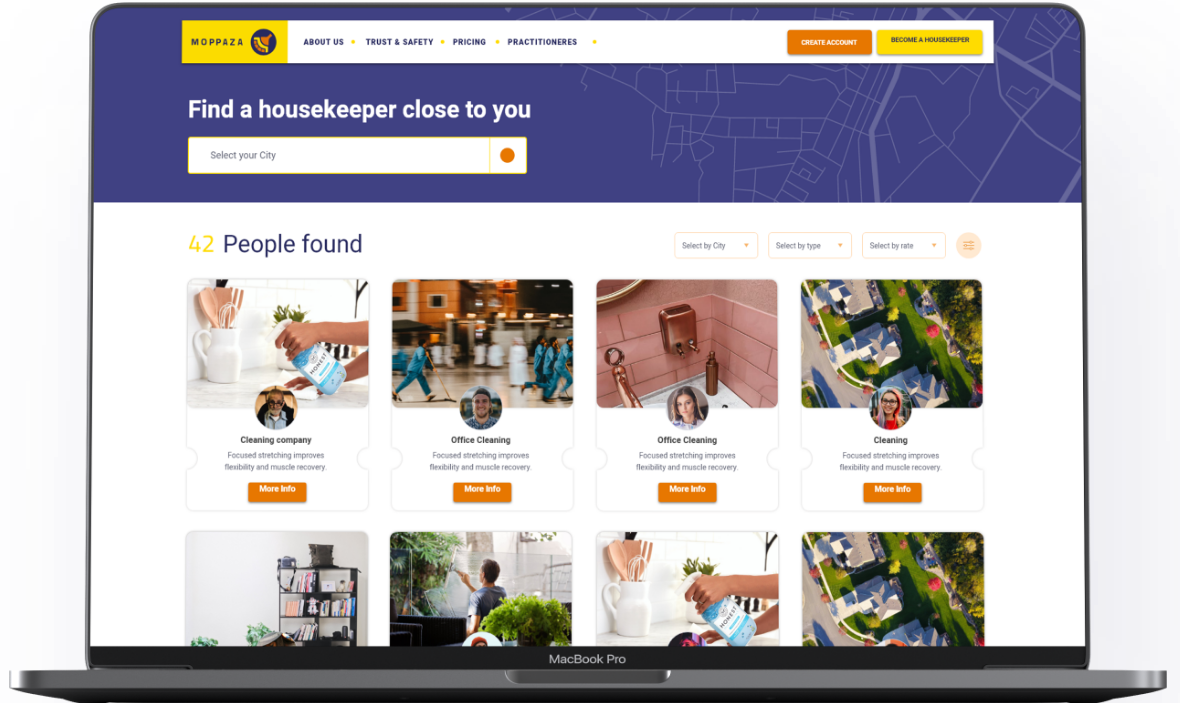 MOPPAZA
ABOUT US
TRUST & SAFETY
PRICING
PRACTITIONERES
CREATE ACCOUNT
BECOME A HOUSEKEEPER
Find a housekeeper close to you
Select your City
42 People found
Select by City
Select by type
Select by rate
HONEST
Cleaning company
Focused stretching improves
flexibility and muscle recovery.
More Info
Office Cleaning
Focused stretching improves
flexibility and muscle recovery.
More Info
Office Cleaning
Focused stretching improves
flexibility and muscle recovery.
More Info
Cleaning
Focused stretching improves
flexibility and muscle recovery.
More Info
HONEST
MacBook Pro